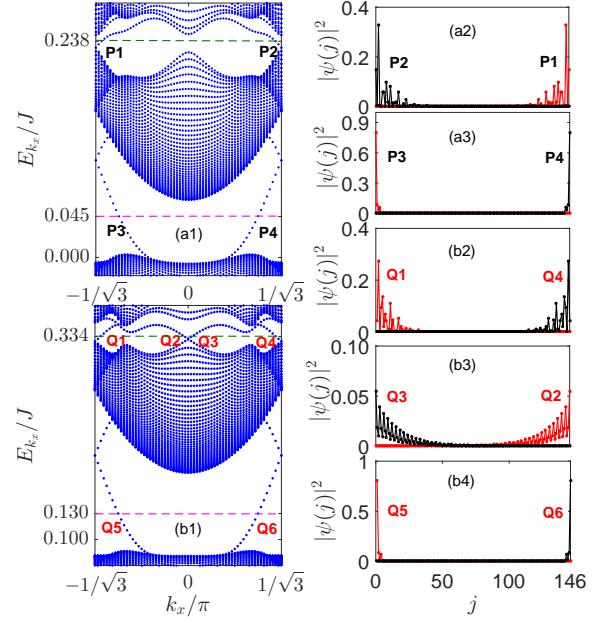 0.238
P1
P2
E_{k_x}/J
0.045
P3
P4
(a1)
0.000
−1/√3 0 1/√3
0.334
Q1 Q2 Q3 Q4
E_{k_x}/J
0.130
Q5
Q6
(b1)
0.100
−1/√3 0 1/√3
k_x/π
0.4
0.2
0
|ψ(j)|²
P2
P1
(a2)
0.9
0.6
0.3
0
|ψ(j)|²
(a3)
P3
P4
0.4
0.2
0
|ψ(j)|²
(b2)
Q1
Q4
0.10
0.05
0
|ψ(j)|²
(b3)
Q3
Q2
1
0.5
0
|ψ(j)|²
(b4)
Q5
Q6
0 50 100 146
j